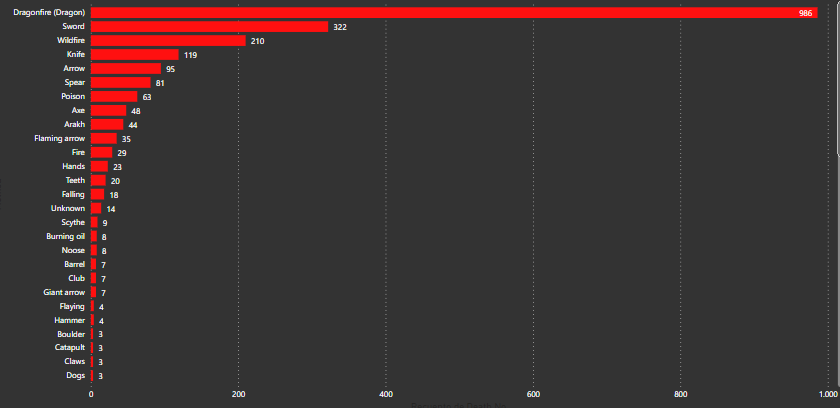 Dragonfire (Dragon) 986
Sword 322
Wildfire 210
Knife 119
Arrow 95
Spear 81
Poison 63
Axe 48
Arakh 44
Flaming arrow 35
Fire 29
Hands 23
Teeth 20
Falling 18
Unknown 14
Scythe 9
Burning oil 8
Noose 8
Barrel 7
Club 7
Giant arrow 7
Flaying 4
Hammer 4
Boulder 3
Catapult 3
Claws 3
Dogs 3
0 200 400 600 800 1.000